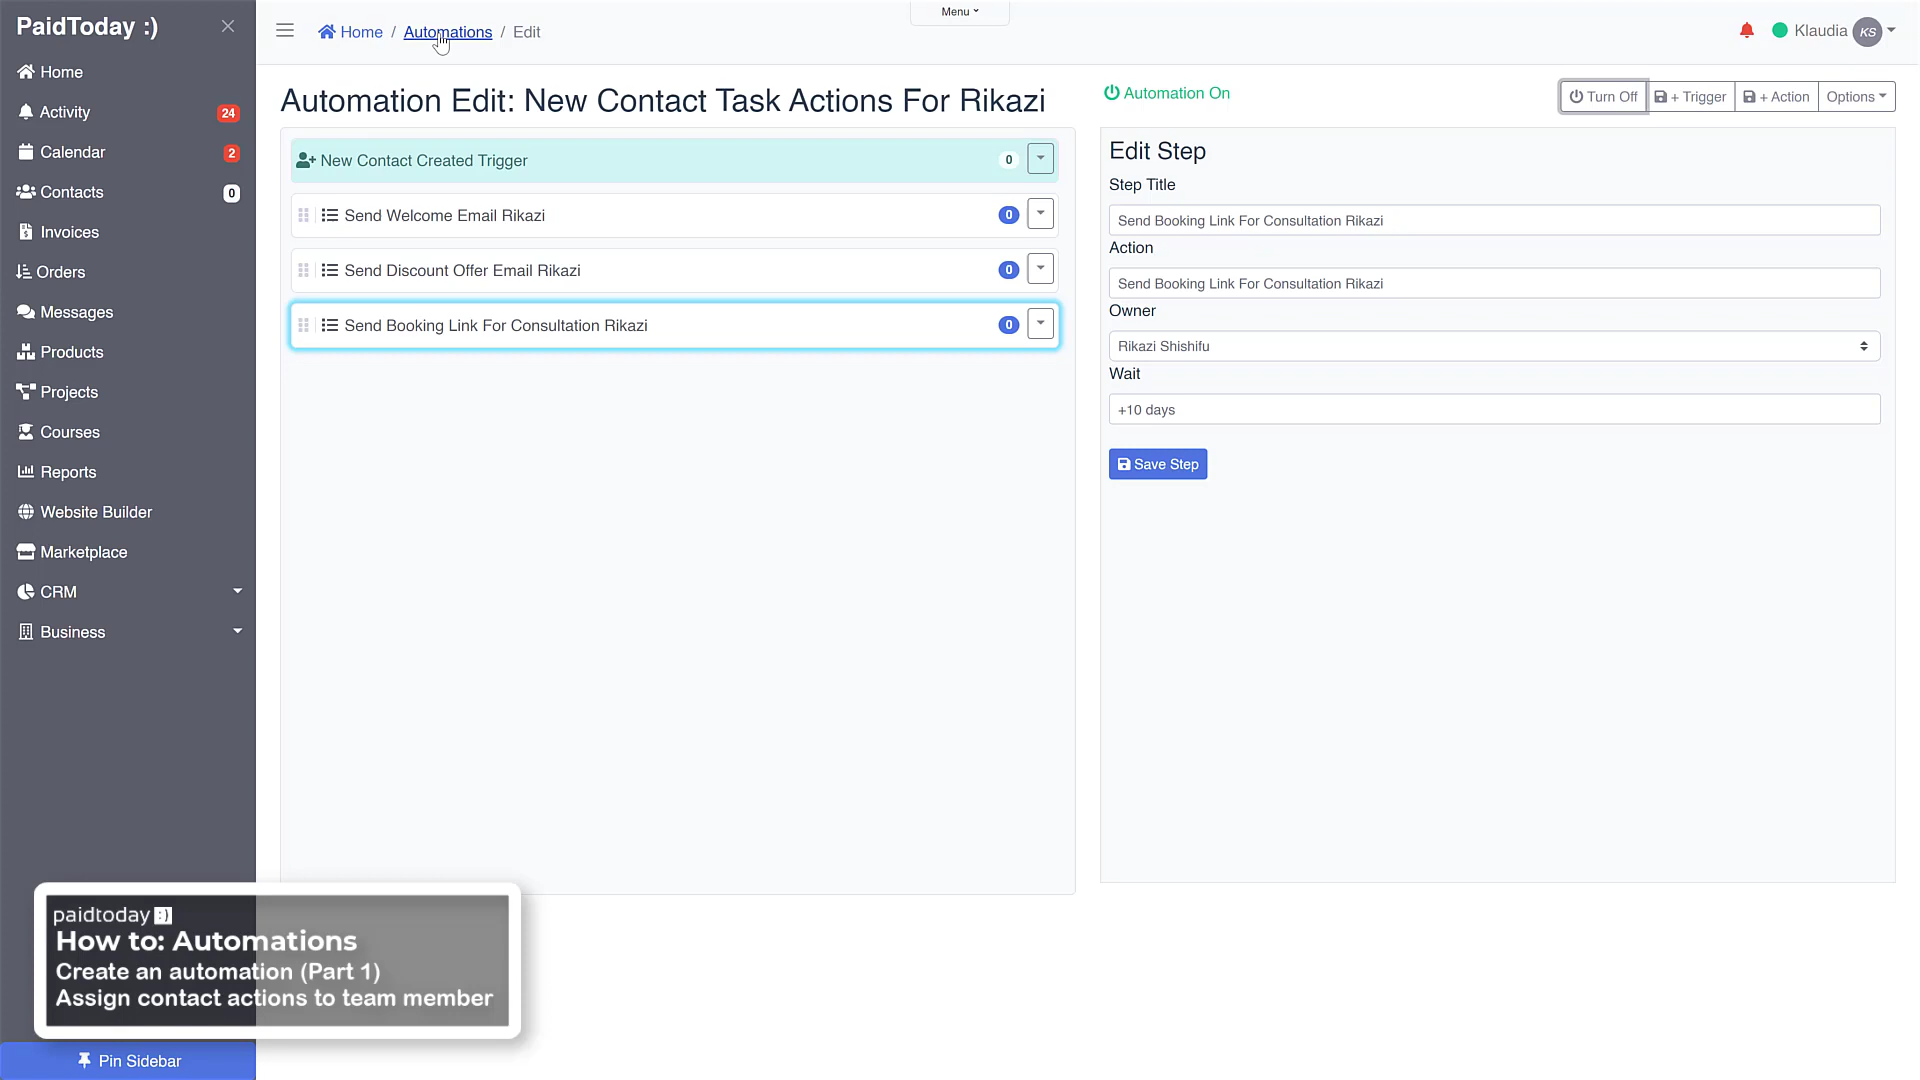 PaidToday :)
Home
Activity
24
Calendar
2
Contacts
0
Invoices
Orders
Messages
Products
Projects
Courses
Reports
Website Builder
Marketplace
CRM
Business
Pin Sidebar
Home / Automations / Edit
Menu
Klaudia KS
Automation Edit: New Contact Task Actions For Rikazi
Automation On
Turn Off
+ Trigger
+ Action
Options
New Contact Created Trigger
0
Send Welcome Email Rikazi
0
Send Discount Offer Email Rikazi
0
Send Booking Link For Consultation Rikazi
0
Edit Step
Step Title
Send Booking Link For Consultation Rikazi
Action
Send Booking Link For Consultation Rikazi
Owner
Rikazi Shishifu
Wait
+10 days
Save Step
paidtoday :)
How to: Automations
Create an automation (Part 1)
Assign contact actions to team member